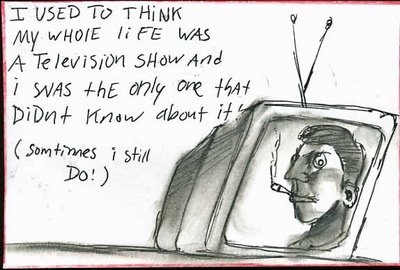 I USED TO THINK
MY WHOLE LIFE WAS
A TELEVISION SHOW AND
i WAS tHE ONLY ONE tHAt
DiDNt KNOW ABOUt it!
(SOMtiMES i StiLL
DO!)